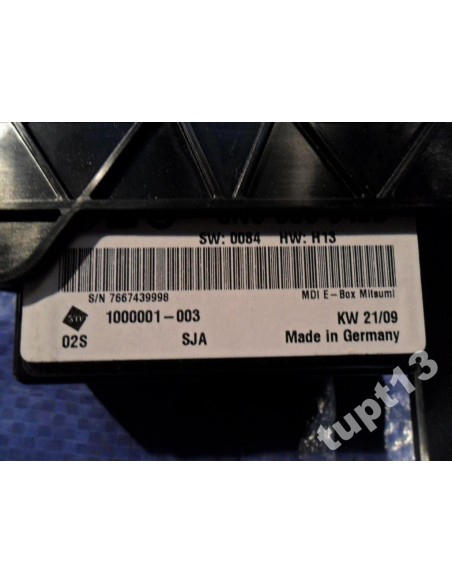 SW: 0084 HW: H13
S/N 7667439998 MDI E-Box Mitsumi
1000001-003 KW 21/09
02S SJA Made in Germany
tupt13